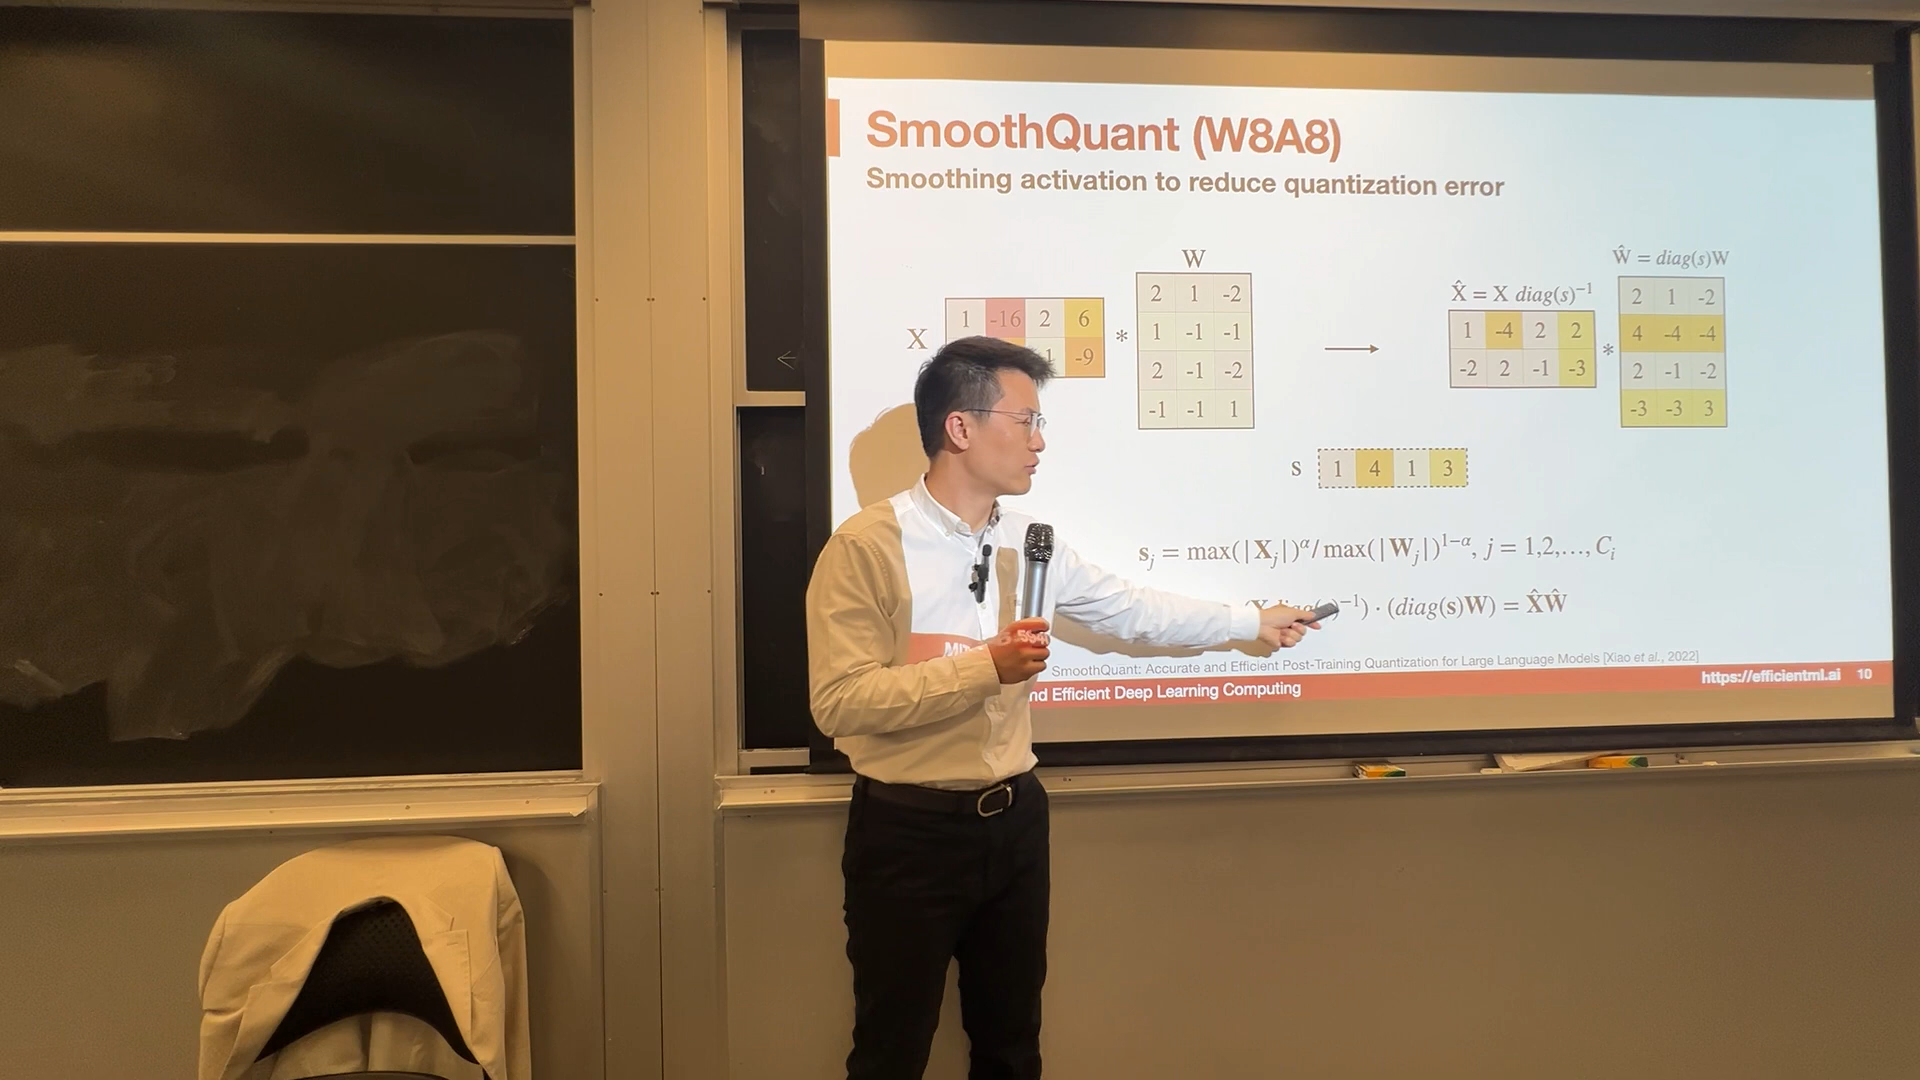 SmoothQuant (W8A8)
Smoothing activation to reduce quantization error
W
Ŵ = diag(s)W
X̂ = X diag(s)⁻¹
X
1 -16 2 6
1 -9
*
2 1 -2
1 -1 -1
2 -1 -2
-1 -1 1
1 -4 2 2
-2 2 -1 -3
*
2 1 -2
4 -4 -4
2 -1 -2
-3 -3 3
s 1 4 1 3
sⱼ = max(|Xⱼ|)^α / max(|Wⱼ|)^{1−α}, j = 1,2,…, Cᵢ
⁻¹) · (diag(s)W) = X̂Ŵ
SmoothQuant: Accurate and Efficient Post-Training Quantization for Large Language Models [Xiao et al., 2022]
Efficient Deep Learning Computing
https://efficientml.ai 10